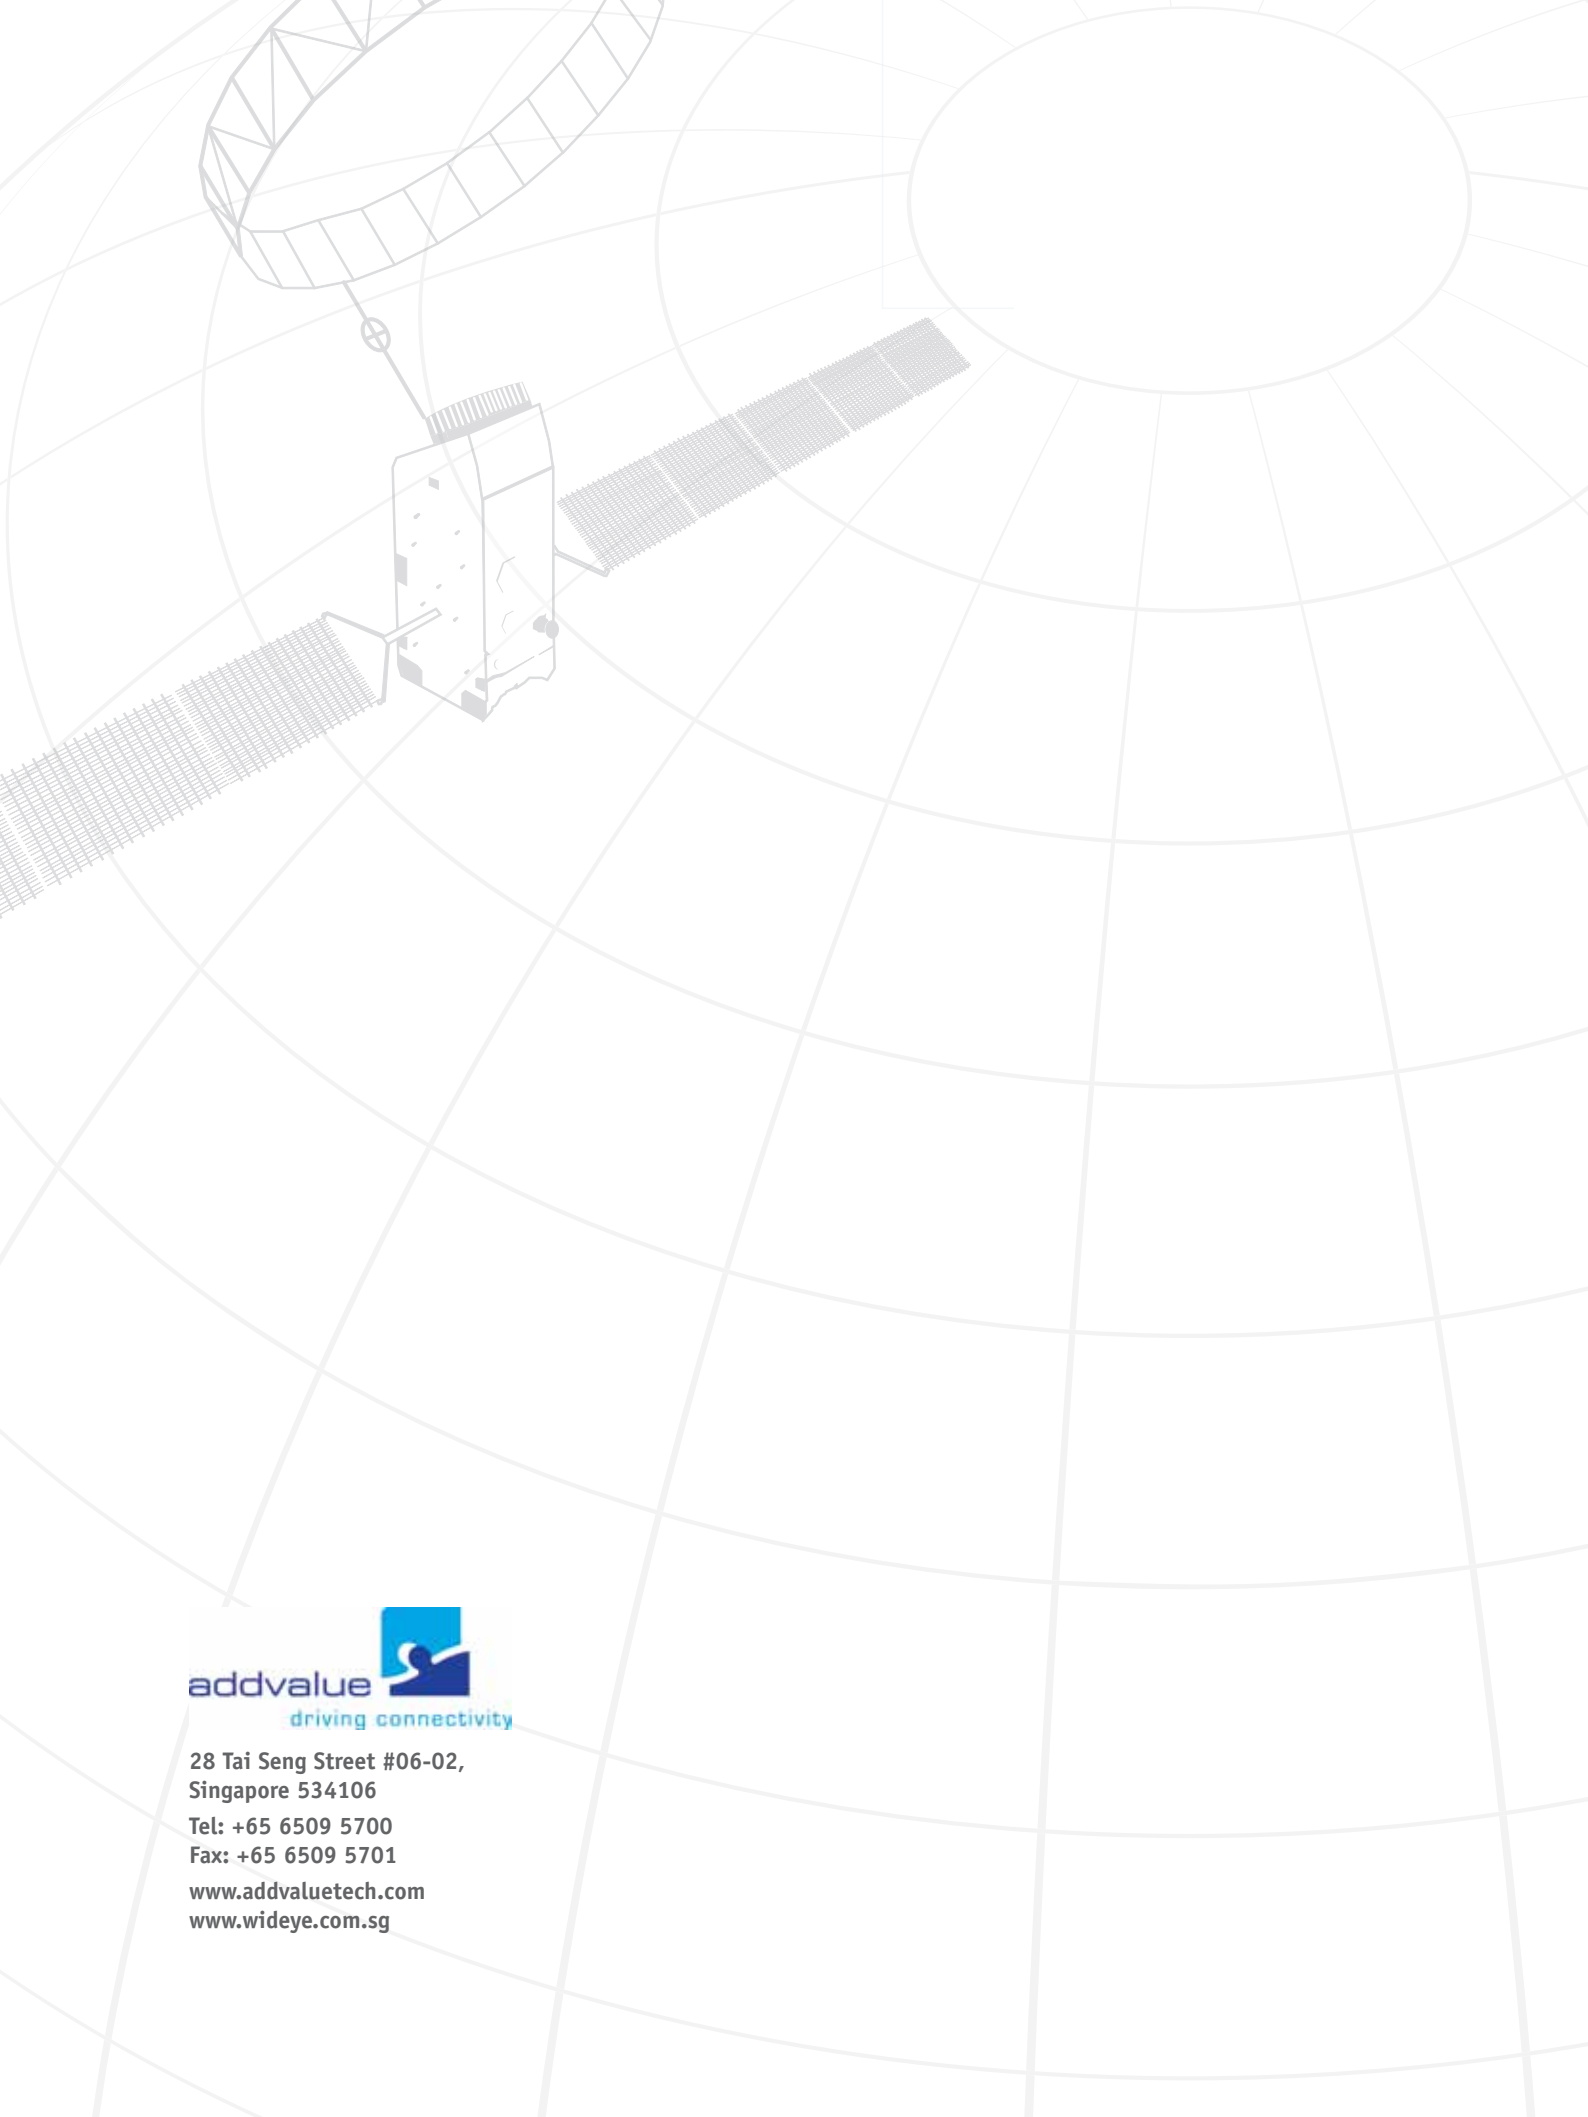 addvalue
driving connectivity
28 Tai Seng Street #06-02,
Singapore 534106
Tel: +65 6509 5700
Fax: +65 6509 5701
www.addvaluetech.com
www.wideye.com.sg